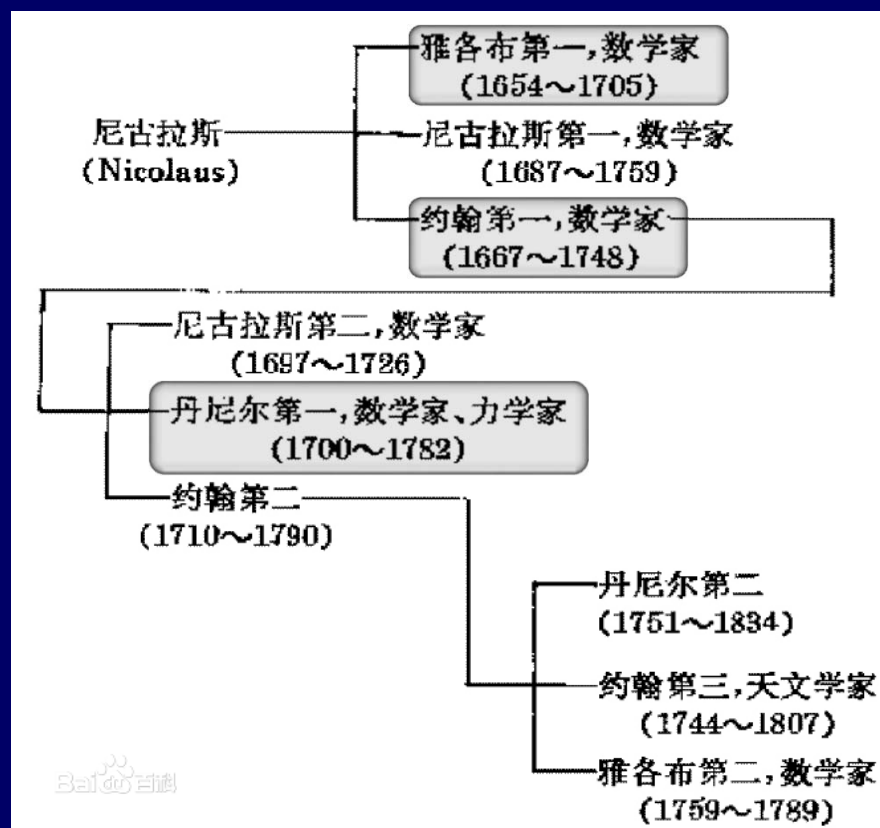 雅各布第一,数学家
(1654～1705)
尼古拉斯
(Nicolaus)
尼古拉斯第一,数学家
(1687～1759)
约翰第一,数学家
(1667～1748)
尼古拉斯第二,数学家
(1697～1726)
丹尼尔第一,数学家、力学家
(1700～1782)
约翰第二
(1710～1790)
丹尼尔第二
(1751～1834)
约翰第三,天文学家
(1744～1807)
雅各布第二,数学家
(1759～1789)
Bai du 百科